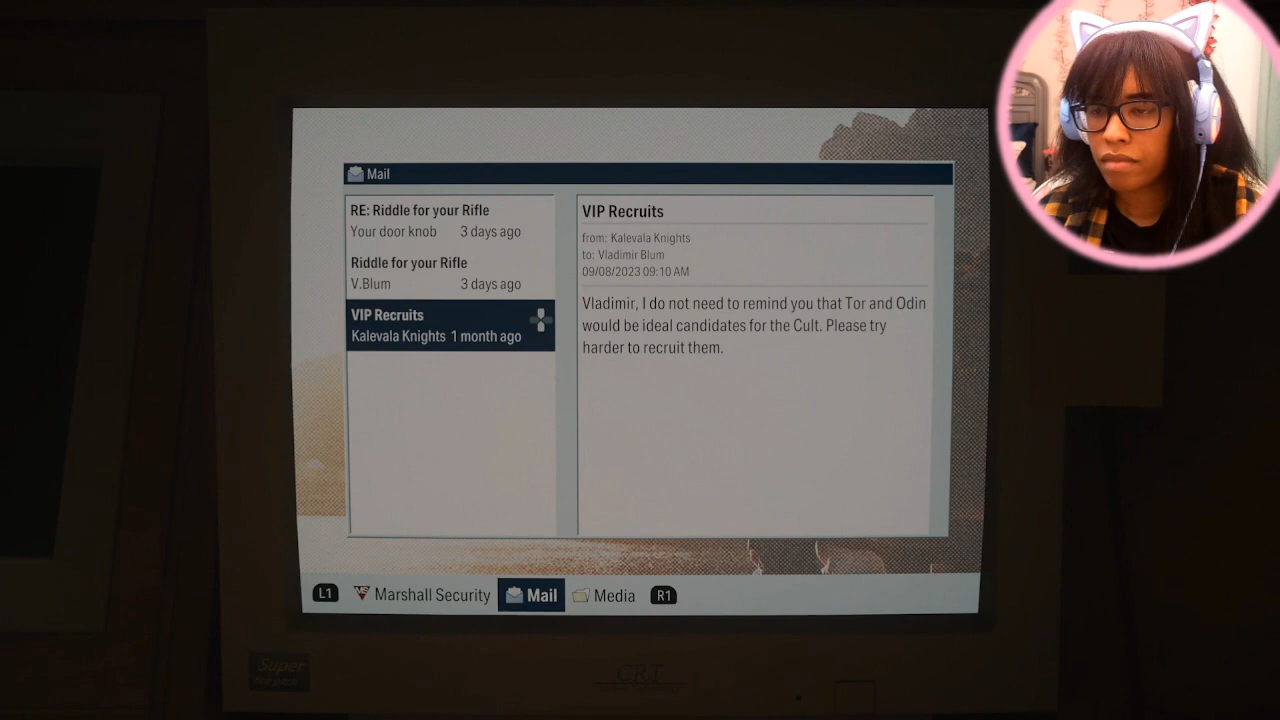 Mail
RE: Riddle for your Rifle
Your door knob 3 days ago
Riddle for your Rifle
V.Blum 3 days ago
VIP Recruits
Kalevala Knights 1 month ago
VIP Recruits
from: Kalevala Knights
to: Vladimir Blum
09/08/2023 09:10 AM
Vladimir, I do not need to remind you that Tor and Odin
would be ideal candidates for the Cult. Please try
harder to recruit them.
L1 Marshall Security Mail Media R1
Super
CRT